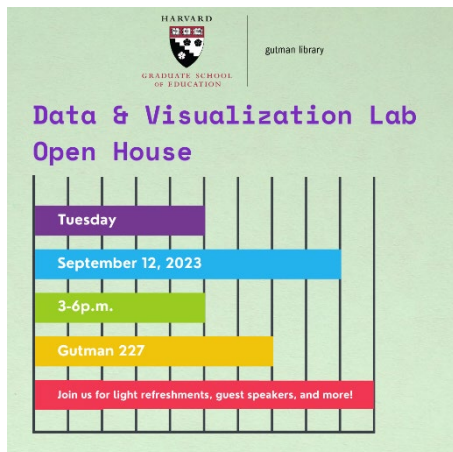 HARVARD
GRADUATE SCHOOL
OF EDUCATION
gutman library
Data & Visualization Lab
Open House
Tuesday
September 12, 2023
3-6p.m.
Gutman 227
Join us for light refreshments, guest speakers, and more!